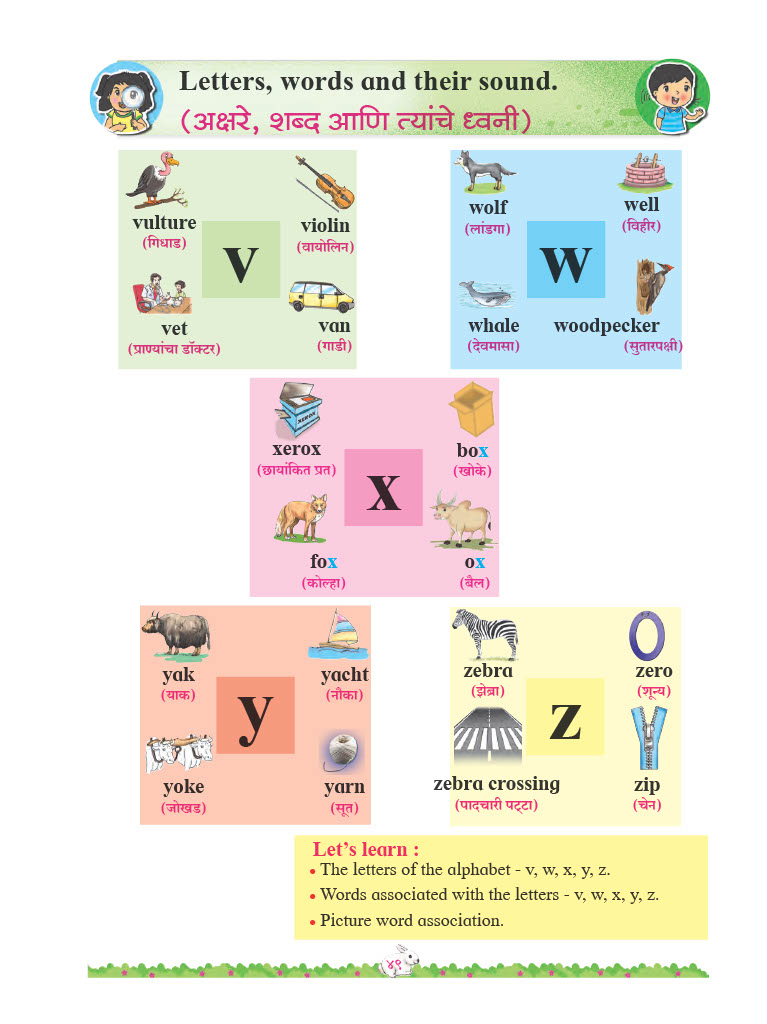 Letters, words and their sound.
(अक्षरे, शब्द आणि त्यांचे ध्वनी)
vulture
(गिधाड)
violin
(वायोलिन)
v
vet
(प्राण्यांचा डॉक्टर)
van
(गाडी)
wolf
(लांडगा)
well
(विहीर)
w
whale
(देवमासा)
woodpecker
(सुतारपक्षी)
XEROX
xerox
(छायांकित प्रत)
box
(खोके)
x
fox
(कोल्हा)
ox
(बैल)
yak
(याक)
yacht
(नौका)
y
yoke
(जोखड)
yarn
(सूत)
zebra
(झेब्रा)
zero
(शून्य)
z
zebra crossing
(पादचारी पट्टा)
zip
(चेन)
Let's learn :
• The letters of the alphabet - v, w, x, y, z.
• Words associated with the letters - v, w, x, y, z.
• Picture word association.
४९